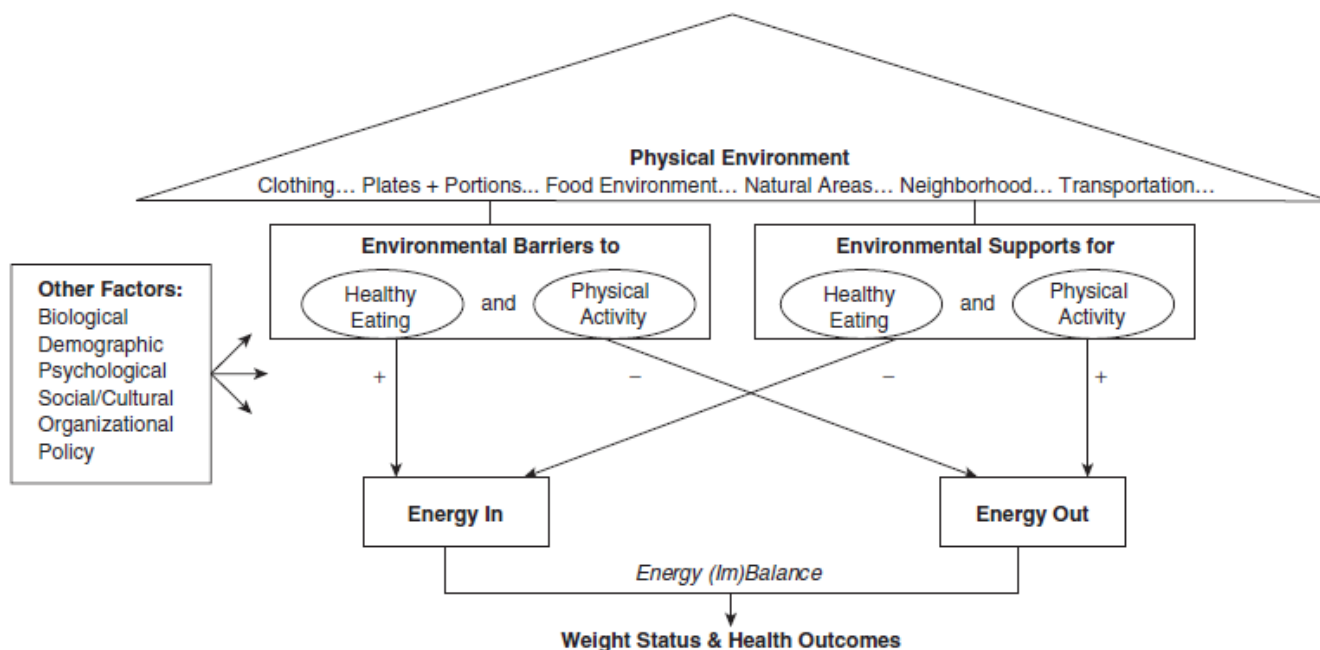 Physical Environment
Clothing… Plates + Portions... Food Environment… Natural Areas… Neighborhood… Transportation…
Environmental Barriers to
Healthy
Eating
and
Physical
Activity
Environmental Supports for
Healthy
Eating
and
Physical
Activity
Other Factors:
Biological
Demographic
Psychological
Social/Cultural
Organizational
Policy
+
–
–
+
Energy In
Energy Out
Energy (Im)Balance
Weight Status & Health Outcomes